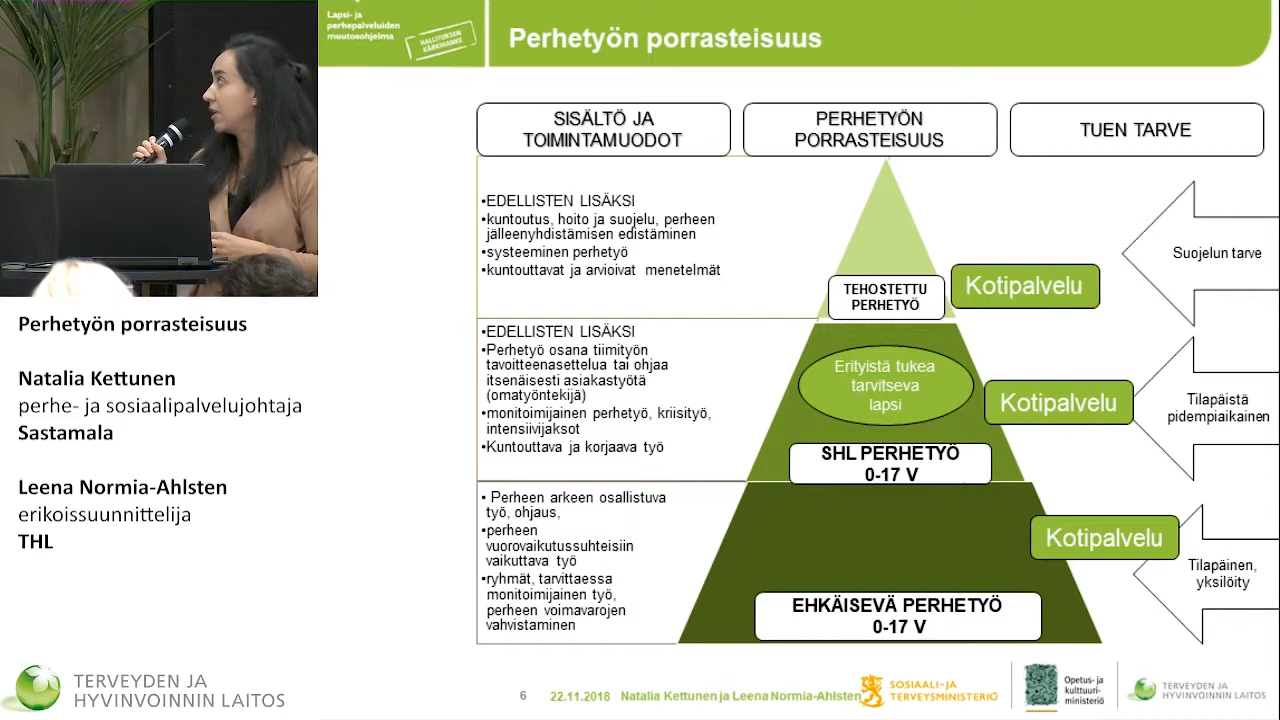 Lapsi- ja
perhepalveluiden
muutosohjelma
HALLITUKSEN
KÄRKIHANKE
Perhetyön porrasteisuus
SISÄLTÖ JA
TOIMINTAMUODOT
PERHETYÖN
PORRASTEISUUS
TUEN TARVE
•EDELLISTEN LISÄKSI
•kuntoutus, hoito ja suojelu, perheen
jälleenyhdistämisen edistäminen
•systeeminen perhetyö
•kuntouttavat ja arvioivat menetelmät
TEHOSTETTU
PERHETYÖ
Kotipalvelu
Suojelun tarve
•EDELLISTEN LISÄKSI
•Perhetyö osana tiimityön
tavoitteenasettelua tai ohjaa
itsenäisesti asiakastyötä
(omatyöntekijä)
•monitoimijainen perhetyö, kriisityö,
intensiivijaksot
•Kuntouttava ja korjaava työ
Erityistä tukea
tarvitseva
lapsi
SHL PERHETYÖ
0-17 V
Kotipalvelu
Tilapäistä
pidempiaikainen
• Perheen arkeen osallistuva
työ, ohjaus,
•perheen
vuorovaikutussuhteisiin
vaikuttava työ
•ryhmät, tarvittaessa
monitoimijainen työ,
perheen voimavarojen
vahvistaminen
EHKÄISEVÄ PERHETYÖ
0-17 V
Kotipalvelu
Tilapäinen,
yksilöity
Perhetyön porrasteisuus
Natalia Kettunen
perhe- ja sosiaalipalvelujohtaja
Sastamala
Leena Normia-Ahlsten
erikoissuunnittelija
THL
TERVEYDEN JA
HYVINVOINNIN LAITOS
6
22.11.2018
Natalia Kettunen ja Leena Normia-Ahlsten
SOSIAALI- JA
TERVEYSMINISTERIÖ
Opetus- ja
kulttuuri-
ministeriö
TERVEYDEN JA
HYVINVOINNIN LAITOS